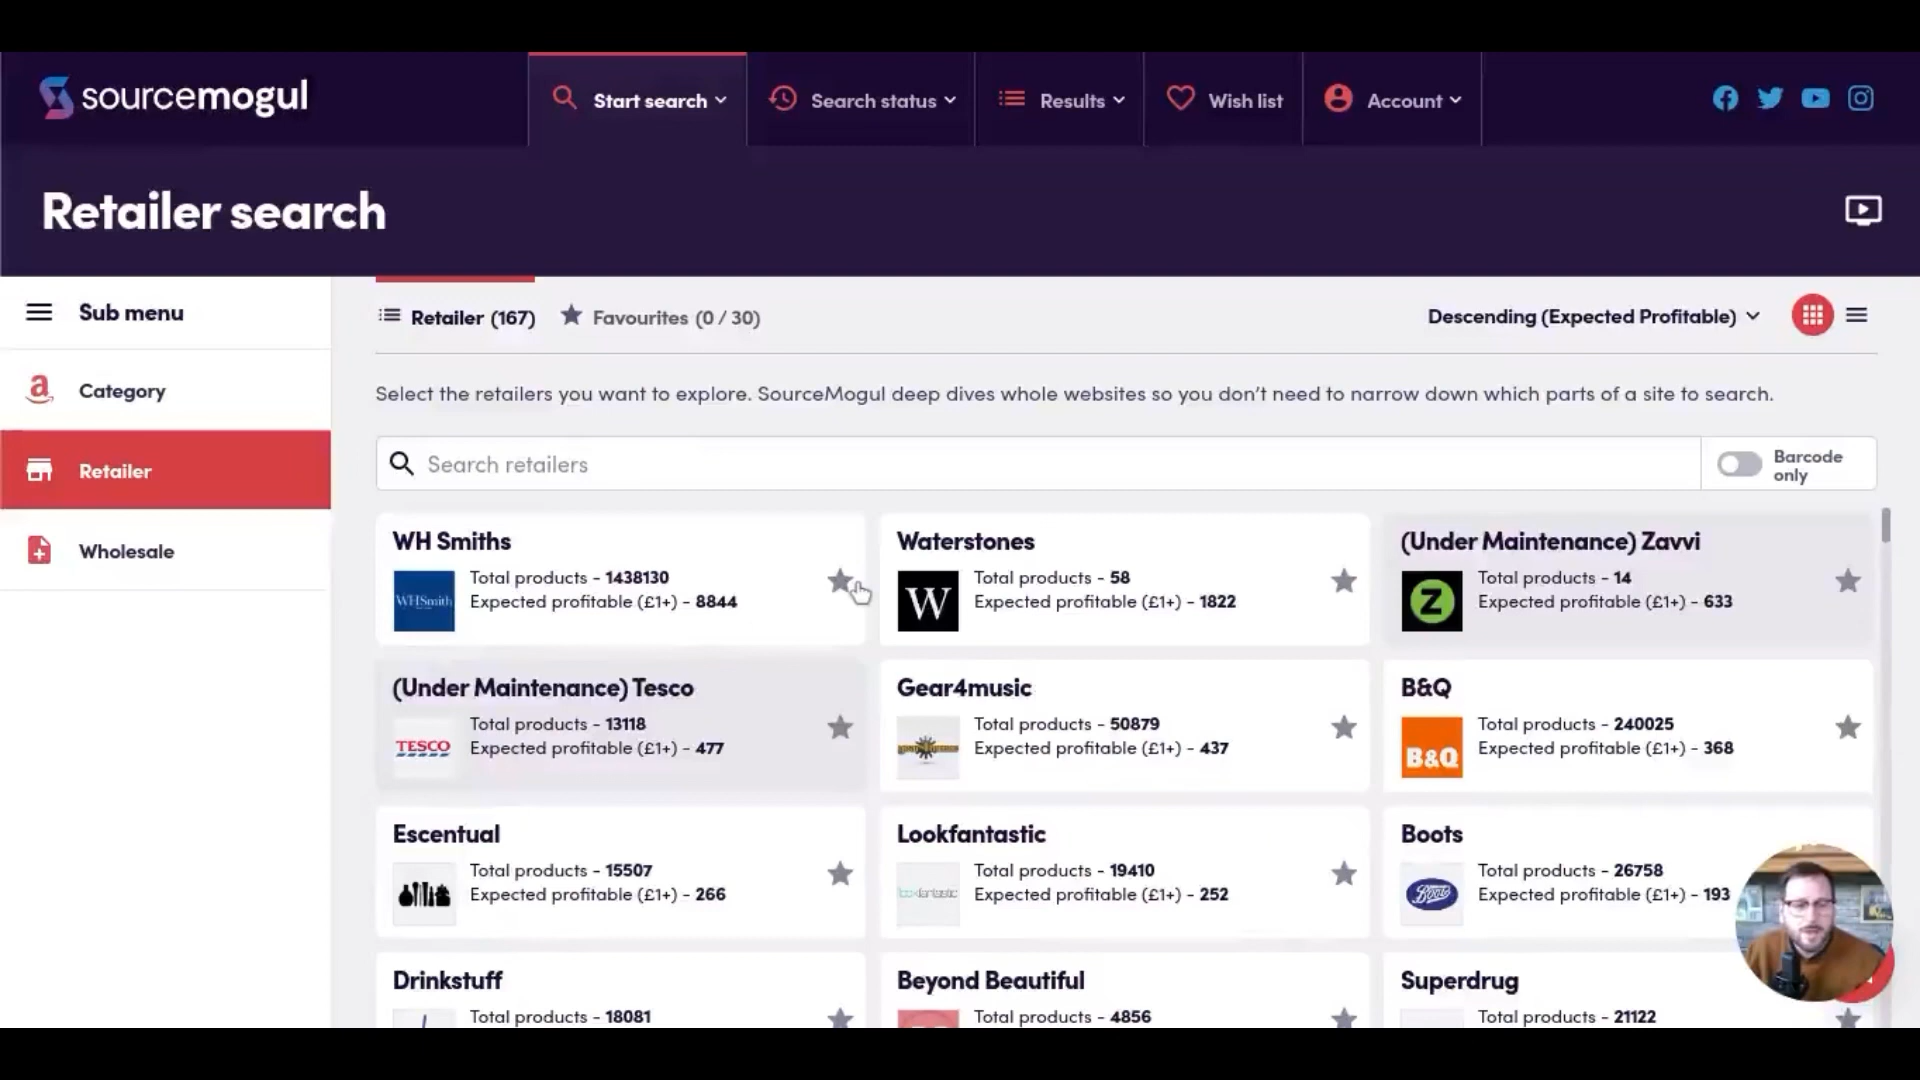 sourcemogul
Start search
Search status
Results
Wish list
Account
Retailer search
Sub menu
Category
Retailer
Wholesale
Retailer (167)
Favourites (0 / 30)
Descending (Expected Profitable)
Select the retailers you want to explore. SourceMogul deep dives whole websites so you don't need to narrow down which parts of a site to search.
Search retailers
Barcode
only
WH Smiths
WHSmith
Total products - 1438130
Expected profitable (£1+) - 8844
Waterstones
W
Total products - 58
Expected profitable (£1+) - 1822
(Under Maintenance) Zavvi
Z
Total products - 14
Expected profitable (£1+) - 633
(Under Maintenance) Tesco
TESCO
Total products - 13118
Expected profitable (£1+) - 477
Gear4music
Total products - 50879
Expected profitable (£1+) - 437
B&Q
B&Q
Total products - 240025
Expected profitable (£1+) - 368
Escentual
Total products - 15507
Expected profitable (£1+) - 266
Lookfantastic
lookfantastic
Total products - 19410
Expected profitable (£1+) - 252
Boots
Boots
Total products - 26758
Expected profitable (£1+) - 193
Drinkstuff
Total products - 18081
Beyond Beautiful
Total products - 4856
Superdrug
Total products - 21122